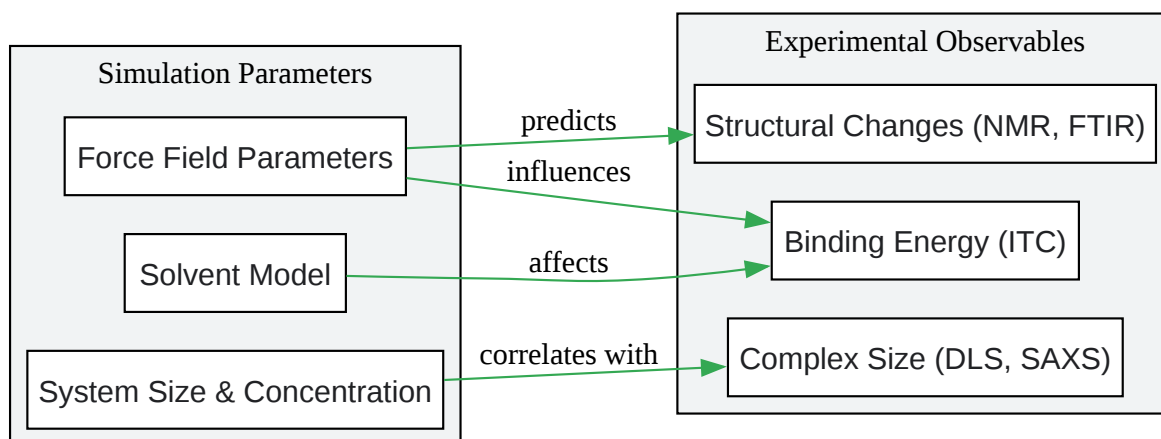 Simulation Parameters
Force Field Parameters
Solvent Model
System Size & Concentration
predicts
influences
affects
correlates with
Experimental Observables
Structural Changes (NMR, FTIR)
Binding Energy (ITC)
Complex Size (DLS, SAXS)